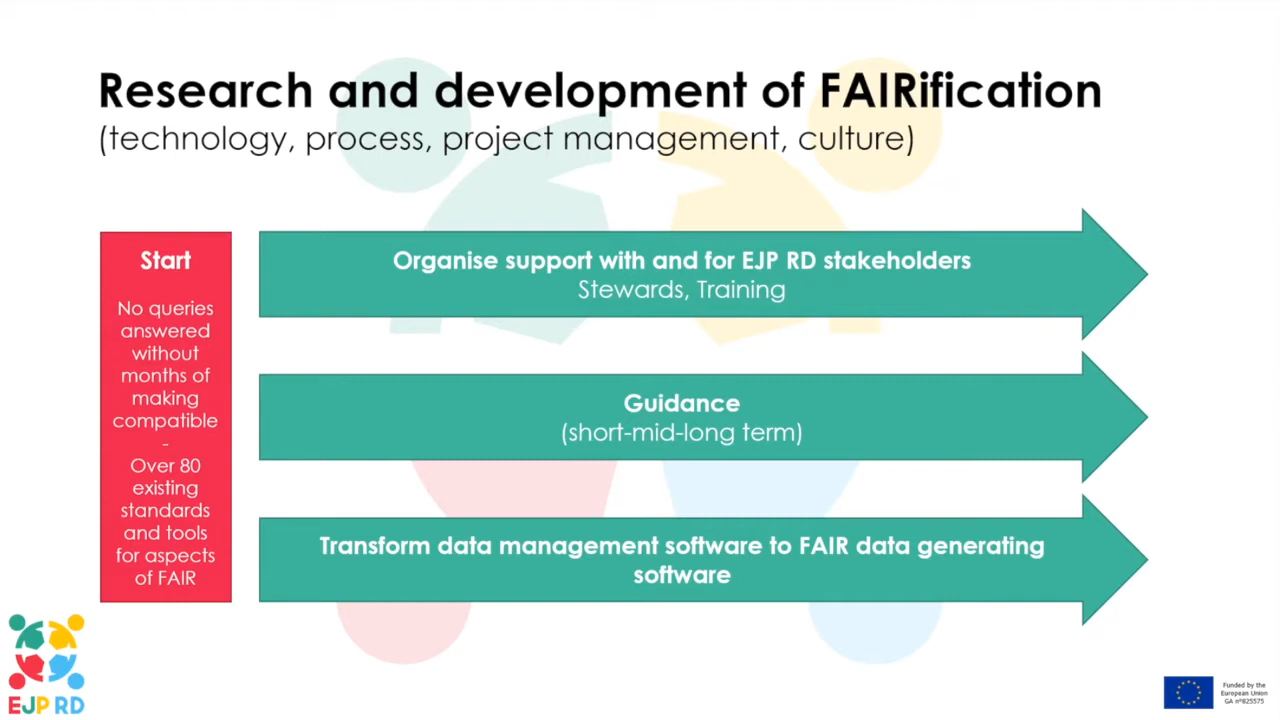 Research and development of FAIRification
(technology, process, project management, culture)
Start
No queries
answered
without
months of
making
compatible
-
Over 80
existing
standards
and tools
for aspects
of FAIR
Organise support with and for EJP RD stakeholders
Stewards, Training
Guidance
(short-mid-long term)
Transform data management software to FAIR data generating
software
EJP RD
Funded by the
European Union
GA n°825575